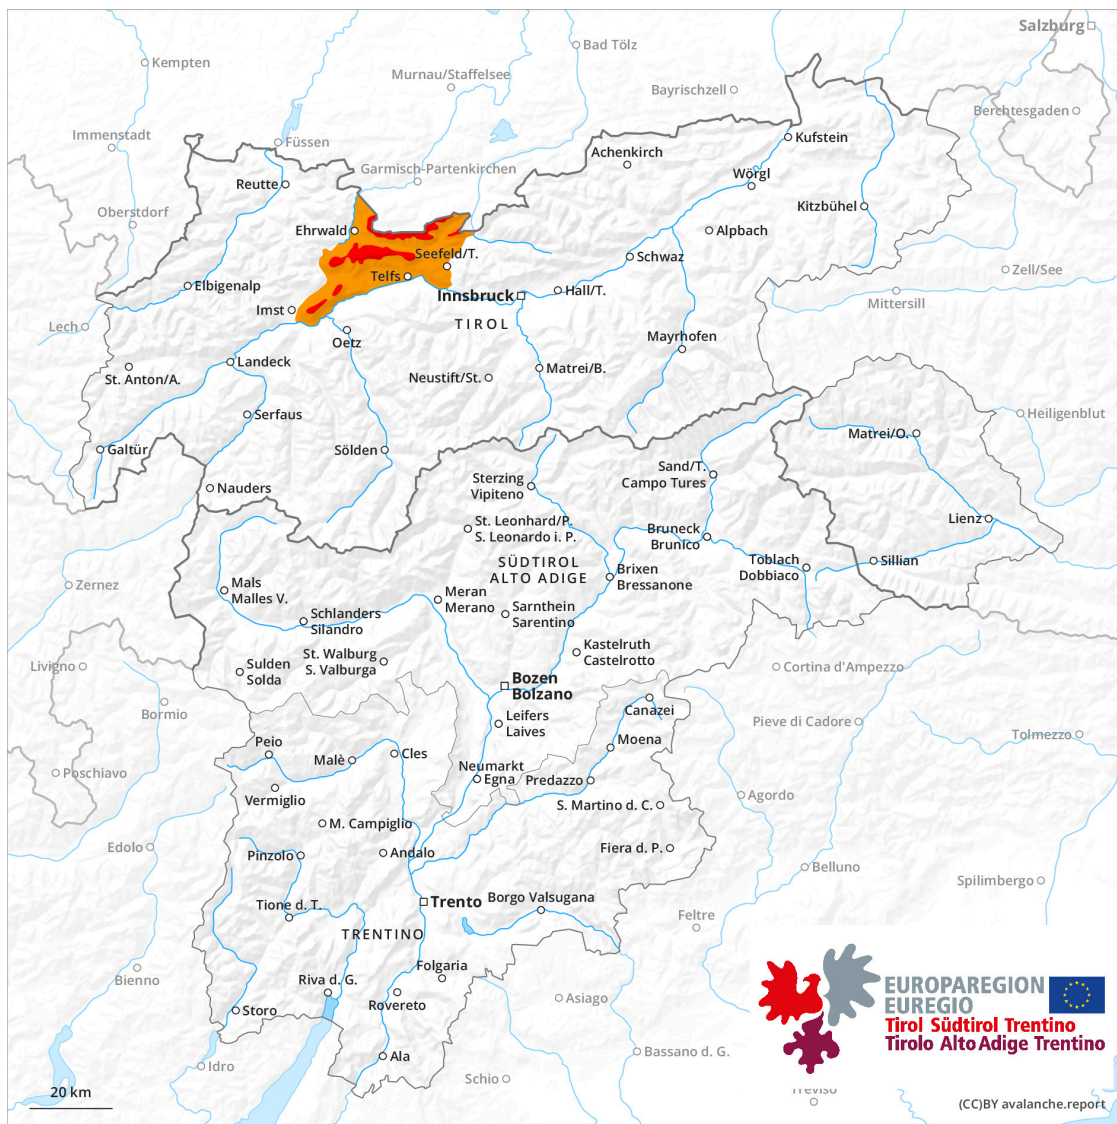 Salzburg
Bad Tölz
Kempten
Murnau/Staffelsee
Bayrischzell
Berchtesgaden
Immenstadt
Füssen
Kufstein
Achenkirch
Garmisch-Partenkirchen
Wörgl
Reutte
Kitzbühel
Oberstdorf
Ehrwald
Alpbach
Seefeld/T.
Schwaz
Telfs
Zell/See
Elbigenalp
Hall/T.
Innsbruck
Mittersill
Imst
TIROL
Lech
Oetz
Mayrhofen
Landeck
Matrei/B.
St. Anton/A.
Neustift/St.
Serfaus
Heiligenblut
Matrei/O.
Galtür
Sölden
Sand/T.
Campo Tures
Sterzing
Vipiteno
Nauders
St. Leonhard/P.
S. Leonardo i. P.
Lienz
Bruneck
Brunico
SÜDTIROL
ALTO ADIGE
Toblach
Dobbiaco
Sillian
Brixen
Bressanone
Zernez
Mals
Malles V.
Meran
Merano
Sarnthein
Sarentino
Schlanders
Silandro
Kastelruth
Castelrotto
St. Walburg
S. Valburga
Livigno
Sulden
Solda
Cortina d'Ampezzo
Bozen
Bolzano
Bormio
Canazei
Leifers
Laives
Pieve di Cadore
Tolmezzo
Moena
Peio
Malè
Cles
Neumarkt
Egna
Predazzo
Poschiavo
Vermiglio
Agordo
S. Martino d. C.
M. Campiglio
Edolo
Pinzolo
Andalo
Fiera d. P.
Belluno
Spilimbergo
Trento
Borgo Valsugana
Tione d. T.
Feltre
TRENTINO
Folgaria
Bienno
Riva d. G.
EUROPAREGION
EUREGIO
Tirol Südtirol Trentino
Tirolo Alto Adige Trentino
Asiago
Rovereto
Storo
Ala
Bassano d. G.
Idro
Schio
Treviso
20 km
(CC)BY avalanche.report